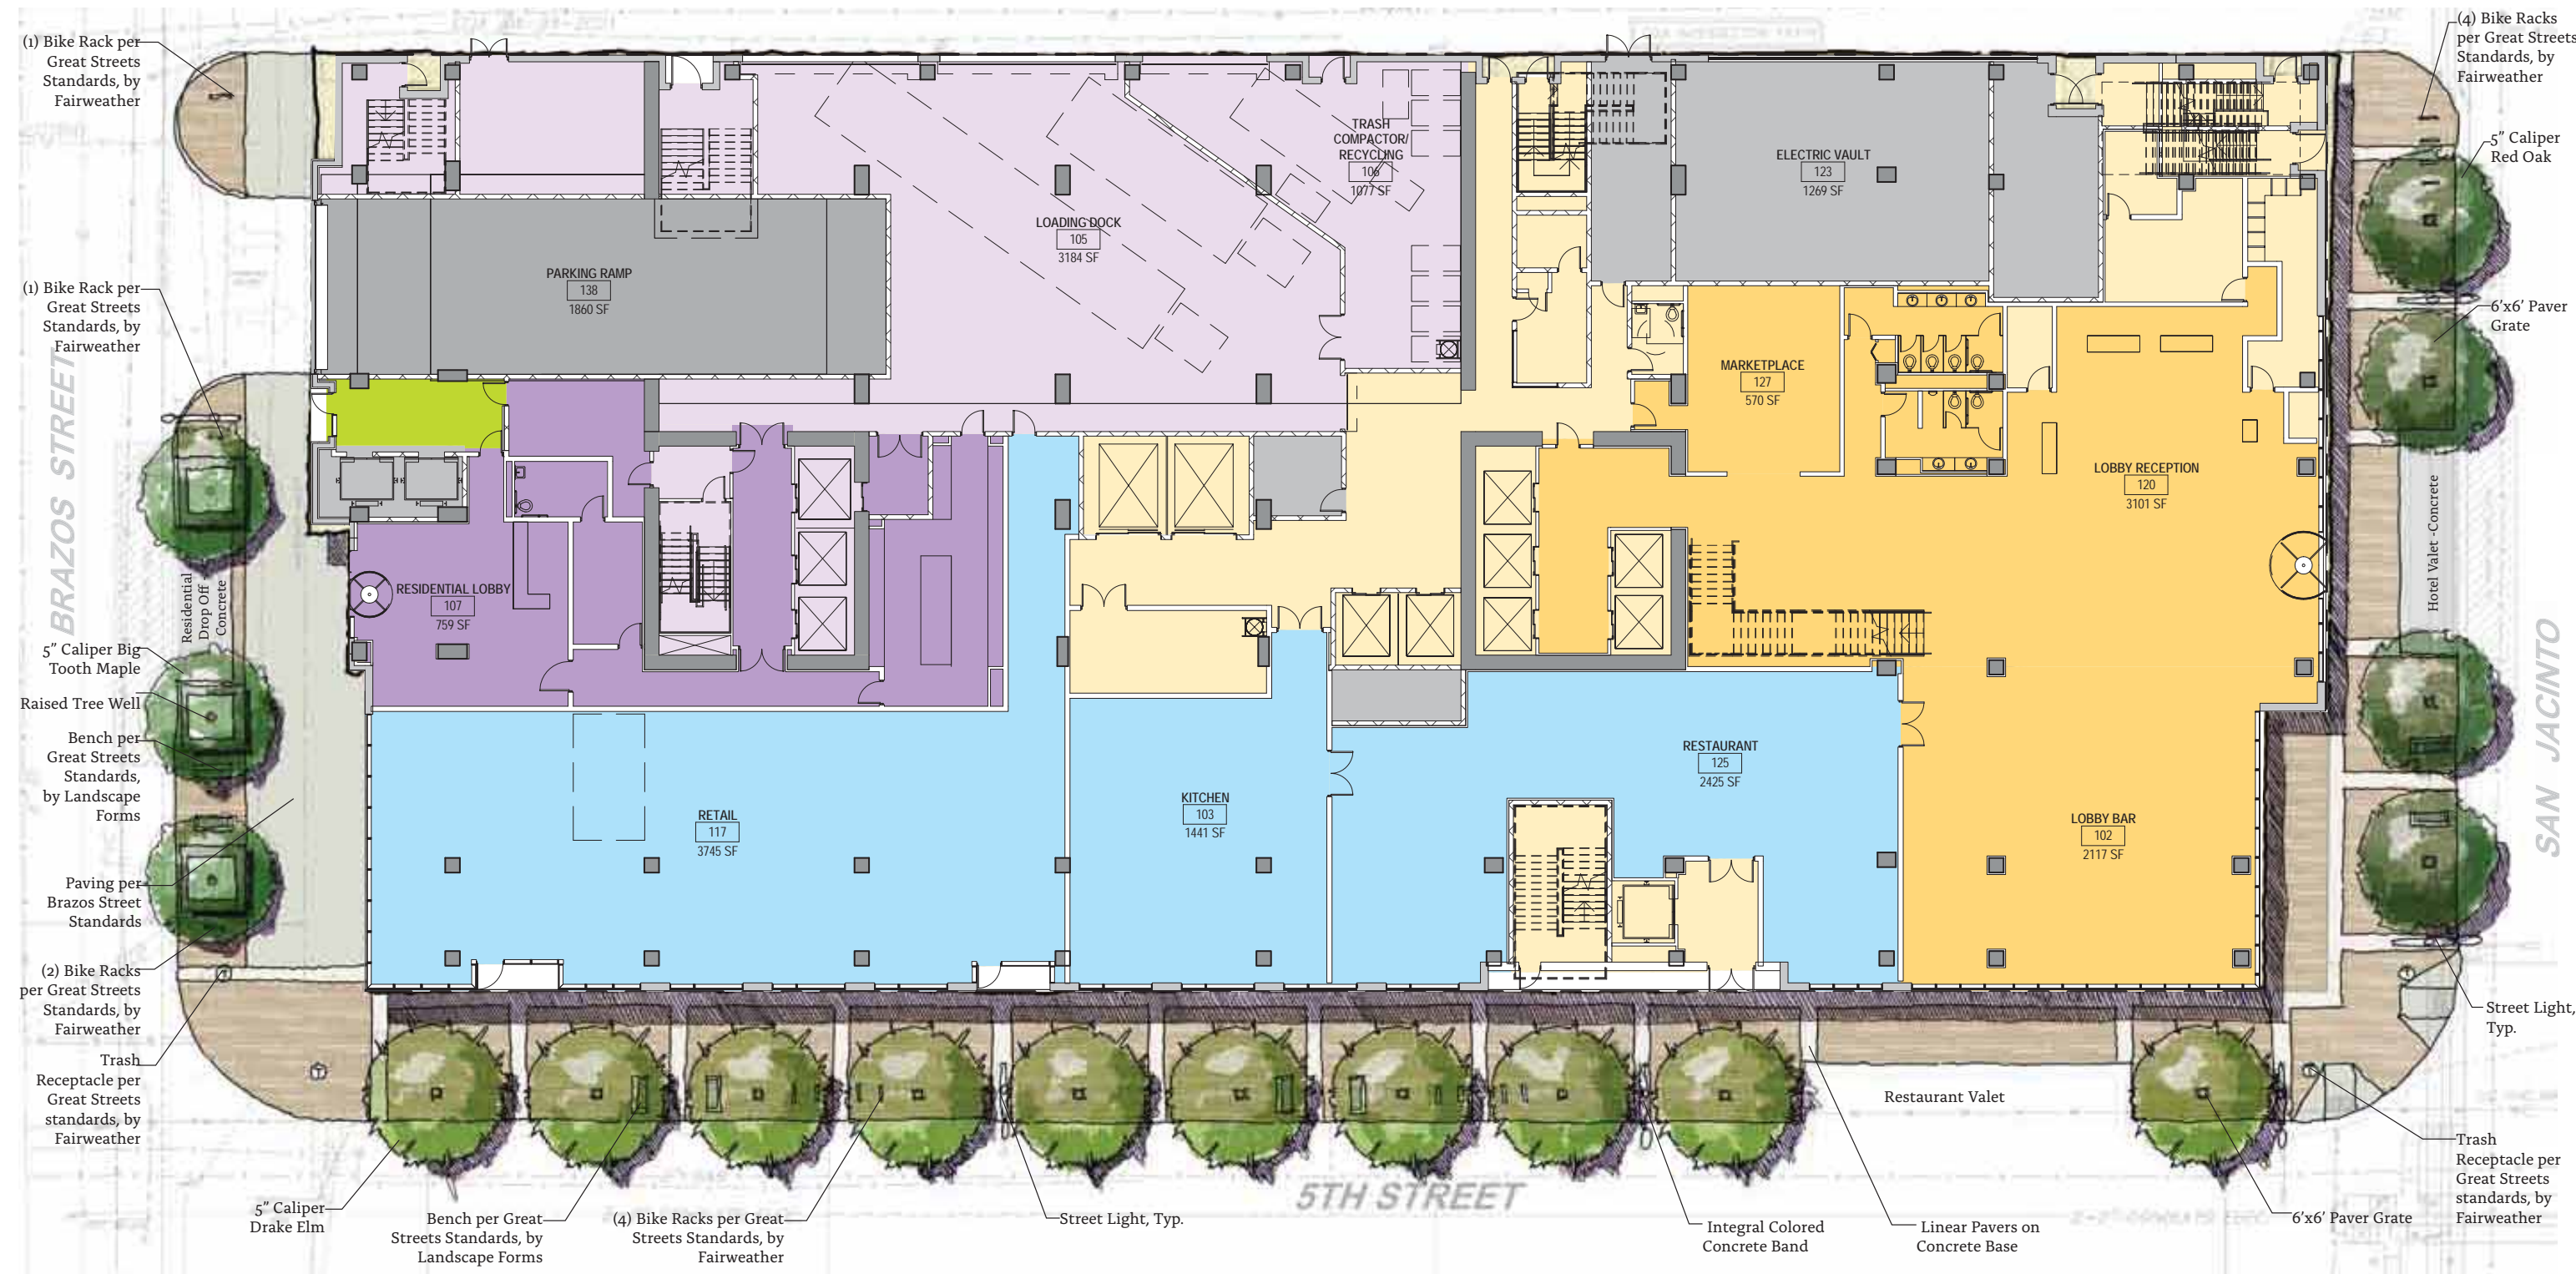 (1) Bike Rack per
Great Streets
Standards, by
Fairweather
(1) Bike Rack per
Great Streets
Standards, by
Fairweather
BRAZOS STREET
Residential
Drop Off -
Concrete
5” Caliper Big
Tooth Maple
Raised Tree Well
Bench per
Great Streets
Standards,
by Landscape
Forms
Paving per
Brazos Street
Standards
(2) Bike Racks
per Great Streets
Standards, by
Fairweather
Trash
Receptacle per
Great Streets
standards, by
Fairweather
PARKING RAMP
138
1860 SF
LOADING DOCK
105
3184 SF
TRASH
COMPACTOR/
RECYCLING
106
1077 SF
ELECTRIC VAULT
123
1269 SF
MARKETPLACE
127
570 SF
LOBBY RECEPTION
120
3101 SF
RESIDENTIAL LOBBY
107
759 SF
RETAIL
117
3745 SF
KITCHEN
103
1441 SF
RESTAURANT
125
2425 SF
LOBBY BAR
102
2117 SF
(4) Bike Racks
per Great Streets
Standards, by
Fairweather
5” Caliper
Red Oak
6’x6’ Paver
Grate
Hotel Valet -Concrete
SAN JACINTO
Street Light,
Typ.
Trash
Receptacle per
Great Streets
standards, by
Fairweather
Restaurant Valet
5TH STREET
5” Caliper
Drake Elm
Bench per Great
Streets Standards, by
Landscape Forms
(4) Bike Racks per Great
Streets Standards, by
Fairweather
Street Light, Typ.
Integral Colored
Concrete Band
Linear Pavers on
Concrete Base
6’x6’ Paver Grate